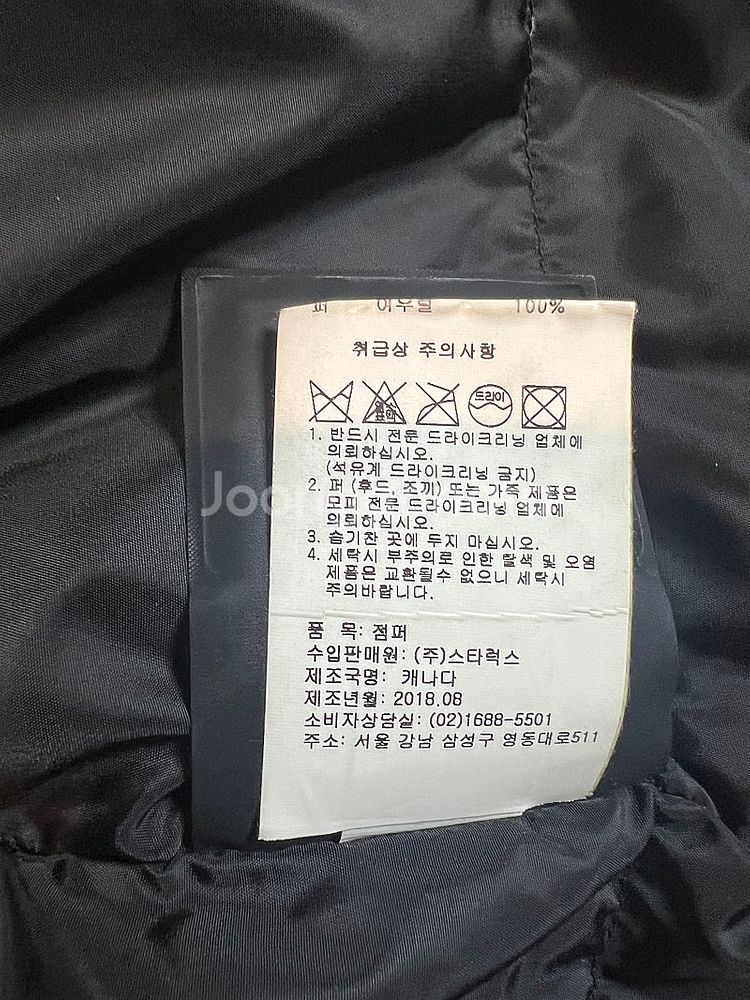 퍼 여우털 100%
취급상 주의사항
드라이
1. 반드시 전문 드라이크리닝 업체에
의뢰하십시오.
(석유계 드라이크리닝 금지)
2. 퍼 (후드, 조끼) 또는 가죽 제품은
모피 전문 드라이크리닝 업체에
의뢰하십시오.
3. 습기찬 곳에 두지 마십시오.
4. 세탁시 부주의로 인한 탈색 및 오염
제품은 교환될수 없으니 세탁시
주의바랍니다.
품 목: 점퍼
수입판매원: (주)스타럭스
제조국명: 캐나다
제조년월: 2018.08
소비자상담실: (02)1688-5501
주소: 서울 강남 삼성구 영동대로511